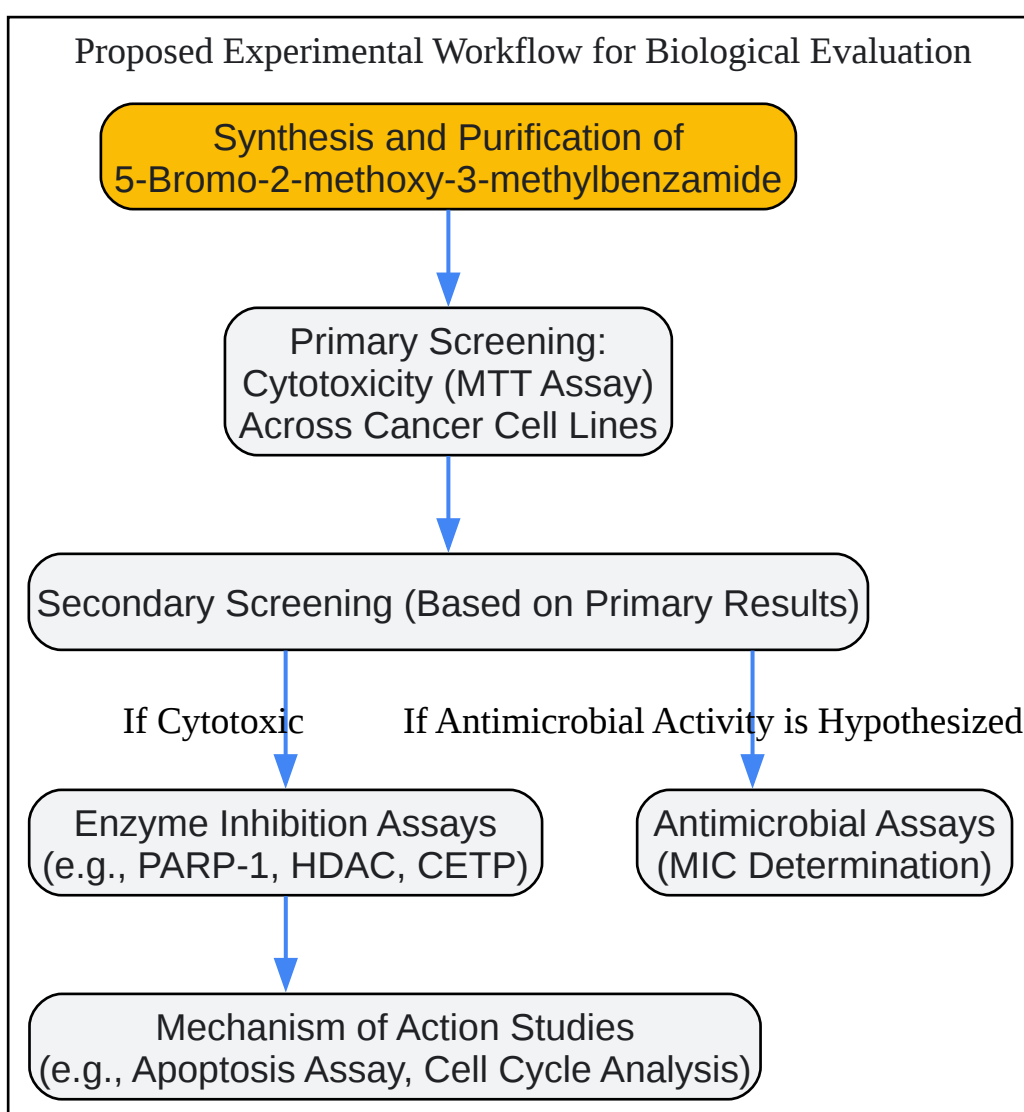 Proposed Experimental Workflow for Biological Evaluation
Synthesis and Purification of
5-Bromo-2-methoxy-3-methylbenzamide
Primary Screening:
Cytotoxicity (MTT Assay)
Across Cancer Cell Lines
Secondary Screening (Based on Primary Results)
If Cytotoxic
If Antimicrobial Activity is Hypothesized
Enzyme Inhibition Assays
(e.g., PARP-1, HDAC, CETP)
Antimicrobial Assays
(MIC Determination)
Mechanism of Action Studies
(e.g., Apoptosis Assay, Cell Cycle Analysis)